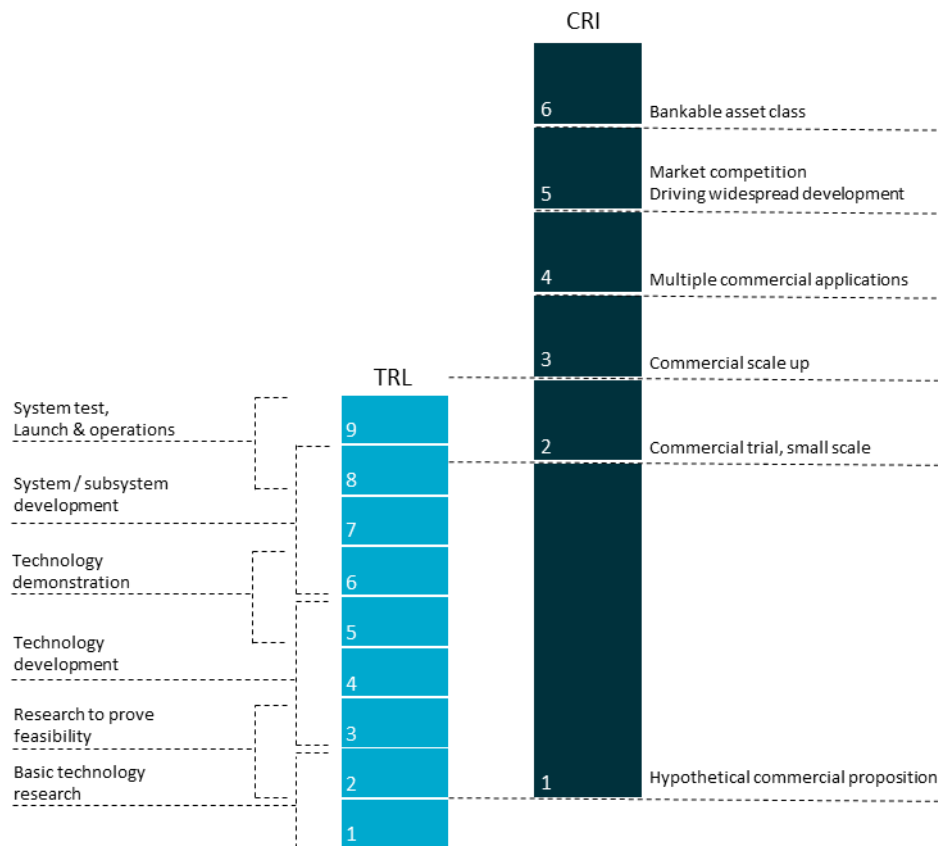 CRI
6
Bankable asset class
Market competition
5
Driving widespread development
4
Multiple commercial applications
3
Commercial scale up
TRL
System test,
Launch & operations
9
2
Commercial trial, small scale
8
System / subsystem
development
7
Technology
demonstration
6
5
Technology
development
4
Research to prove
feasibility
3
Basic technology
research
2
1
Hypothetical commercial proposition
1